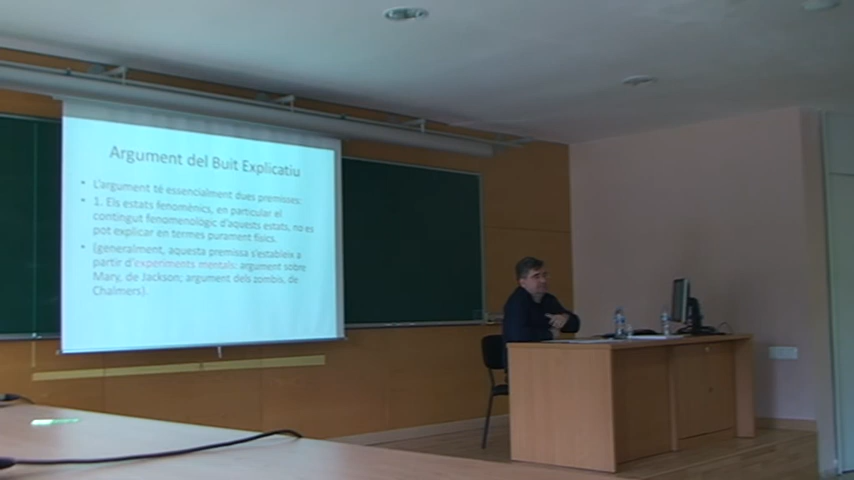 Argument del Buit Explicatiu
• L'argument té essencialment dues premisses:
• 1. Els estats fenomènics, en particular el
contingut fenomenològic d'aquests estats, no es
pot explicar en termes purament físics.
• (generalment, aquesta premissa s'estableix a
partir d'experiments mentals: argument sobre
Mary, de Jackson; argument dels zombis, de
Chalmers).